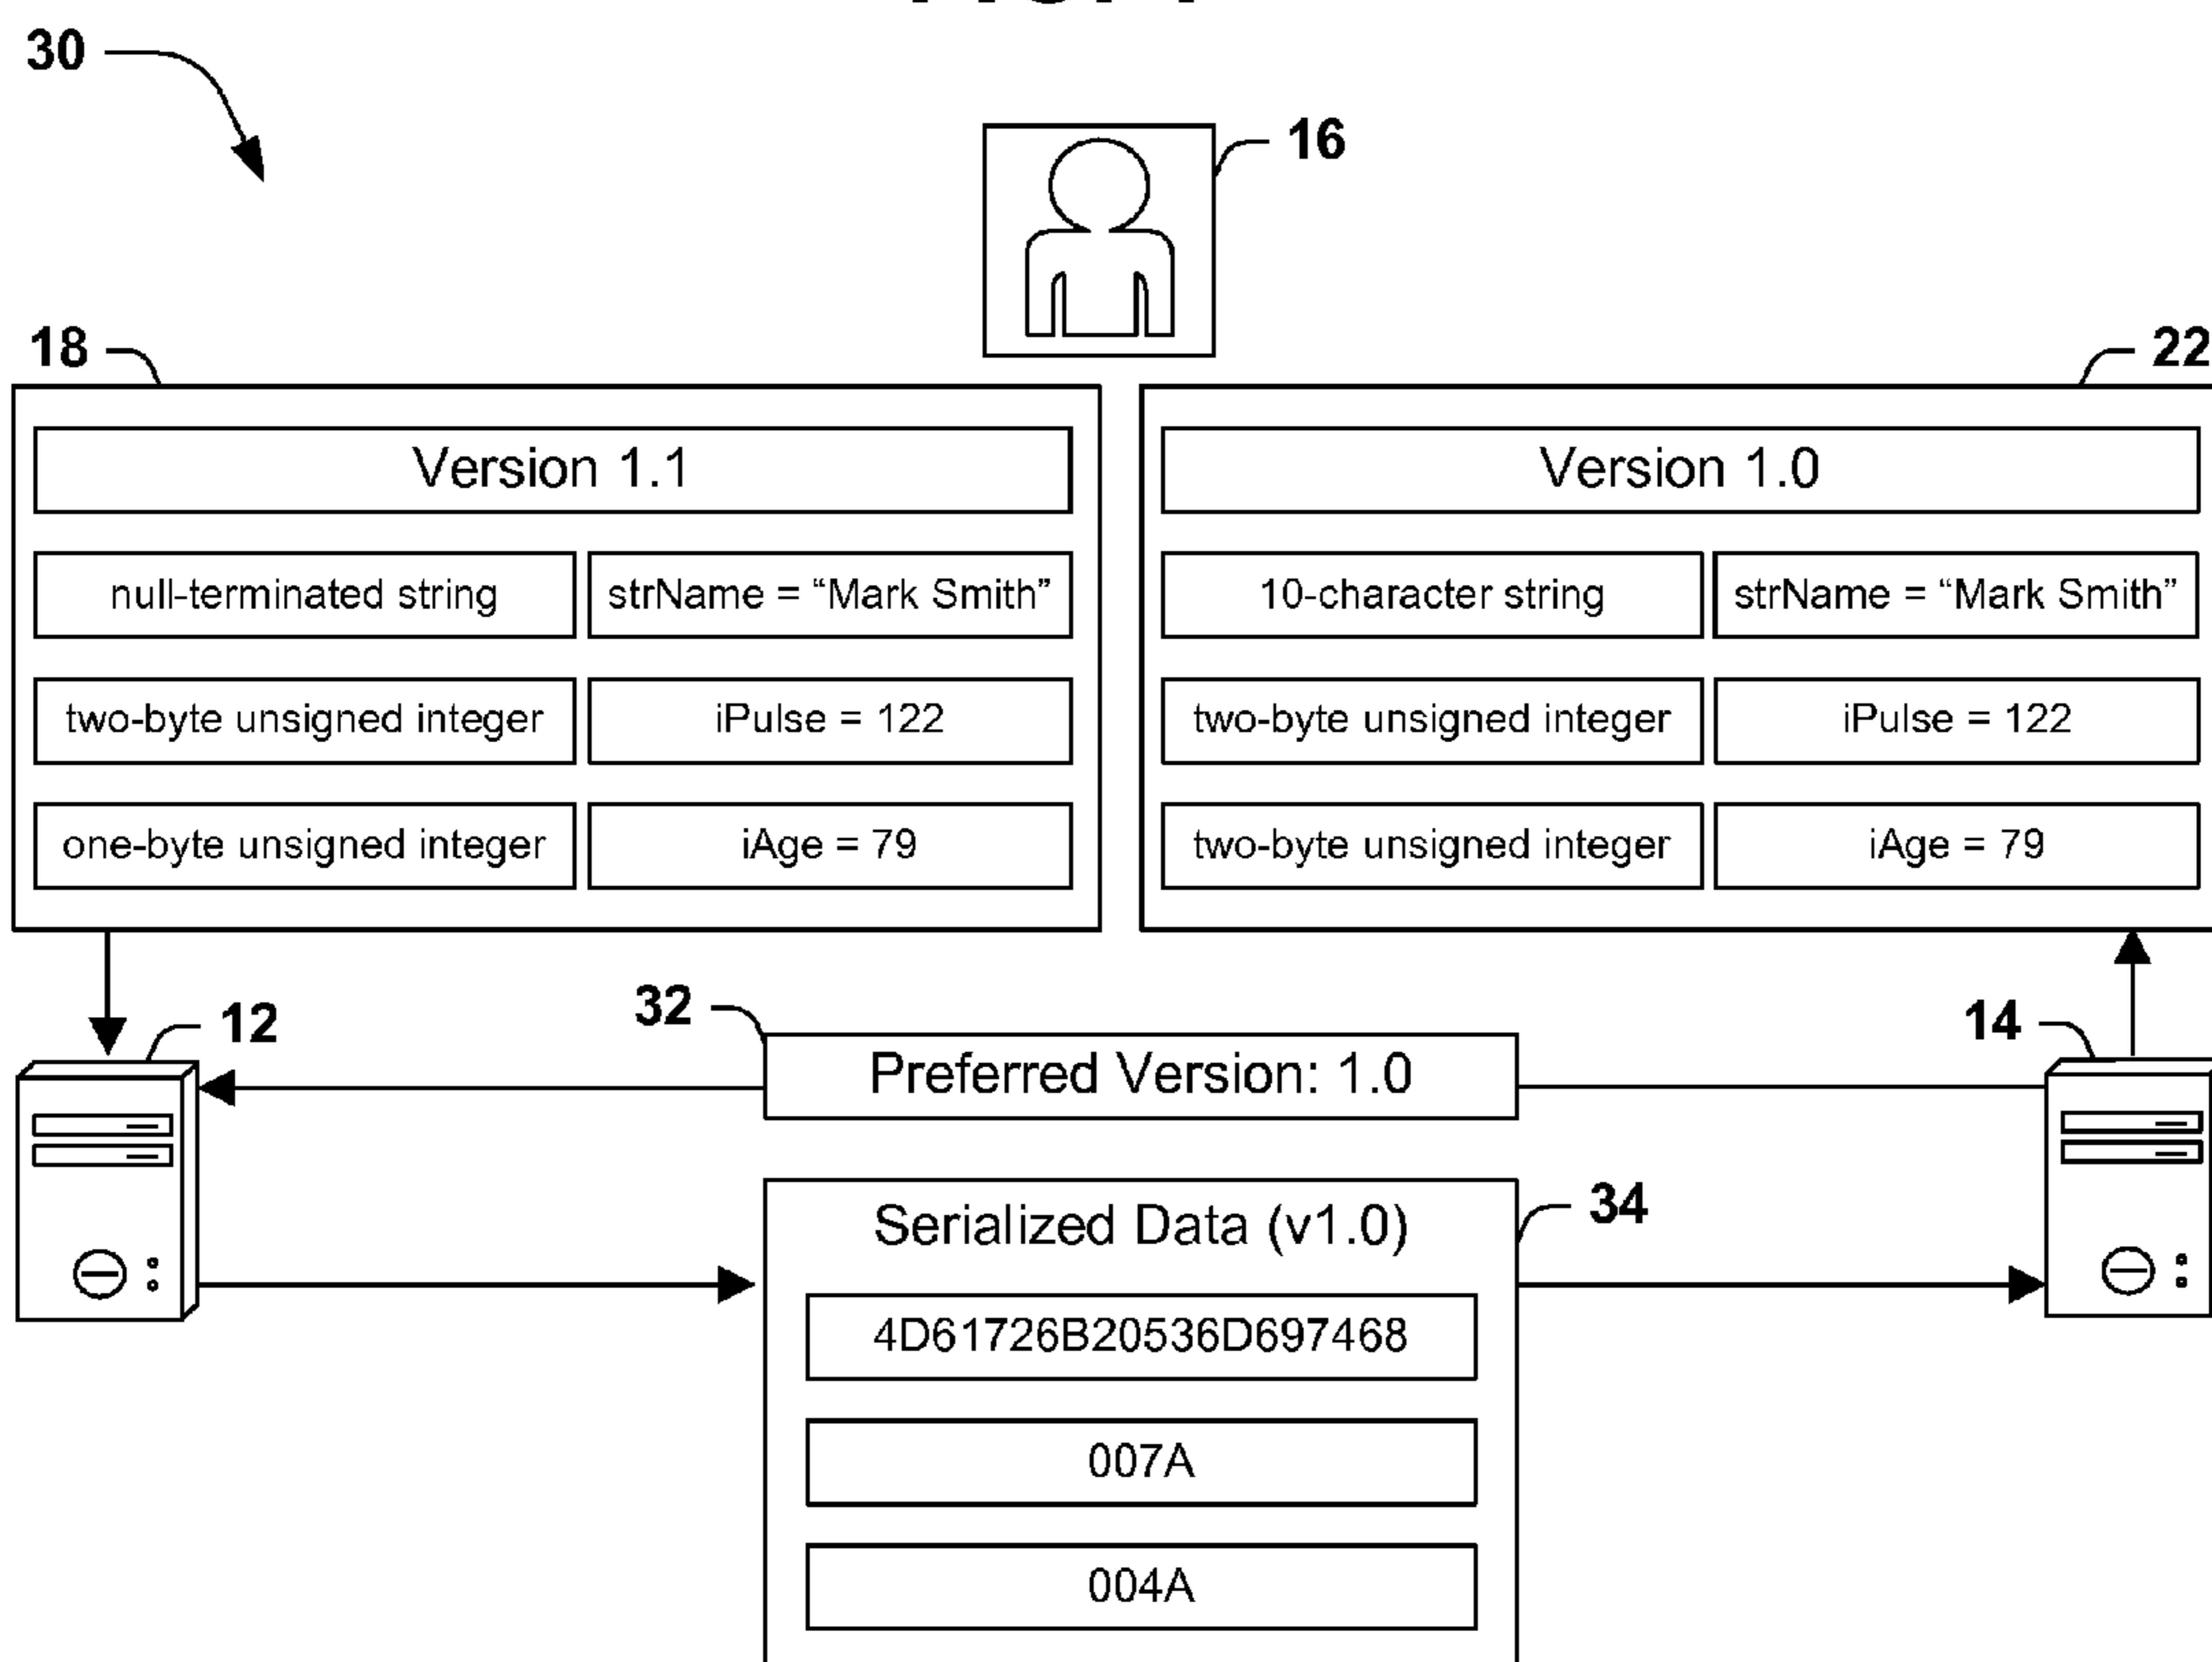 30
16
18
22
Version 1.1
Version 1.0
null-terminated string
strName = “Mark Smith”
10-character string
strName = “Mark Smith”
two-byte unsigned integer
iPulse = 122
two-byte unsigned integer
iPulse = 122
one-byte unsigned integer
iAge = 79
two-byte unsigned integer
iAge = 79
12
32
14
Preferred Version: 1.0
34
Serialized Data (v1.0)
4D61726B20536D697468
007A
004A